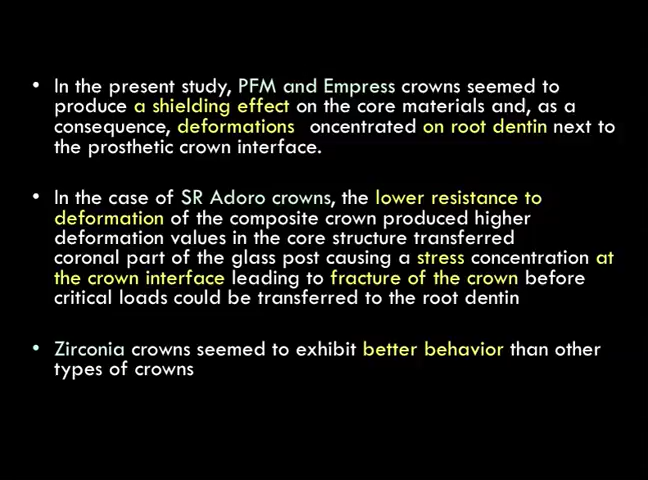 • In the present study, PFM and Empress crowns seemed to
produce a shielding effect on the core materials and, as a
consequence, deformations oncentrated on root dentin next to
the prosthetic crown interface.
In the case of SR Adoro crowns, the lower resistance to
deformation of the composite crown produced higher
deformation values in the core structure transferred
coronal part of the glass post causing a stress concentration at
the crown interface leading to fracture of the crown before
critical loads could be transferred to the root dentin
• Zirconia crowns seemed to exhibit better behavior than other
types of crowns